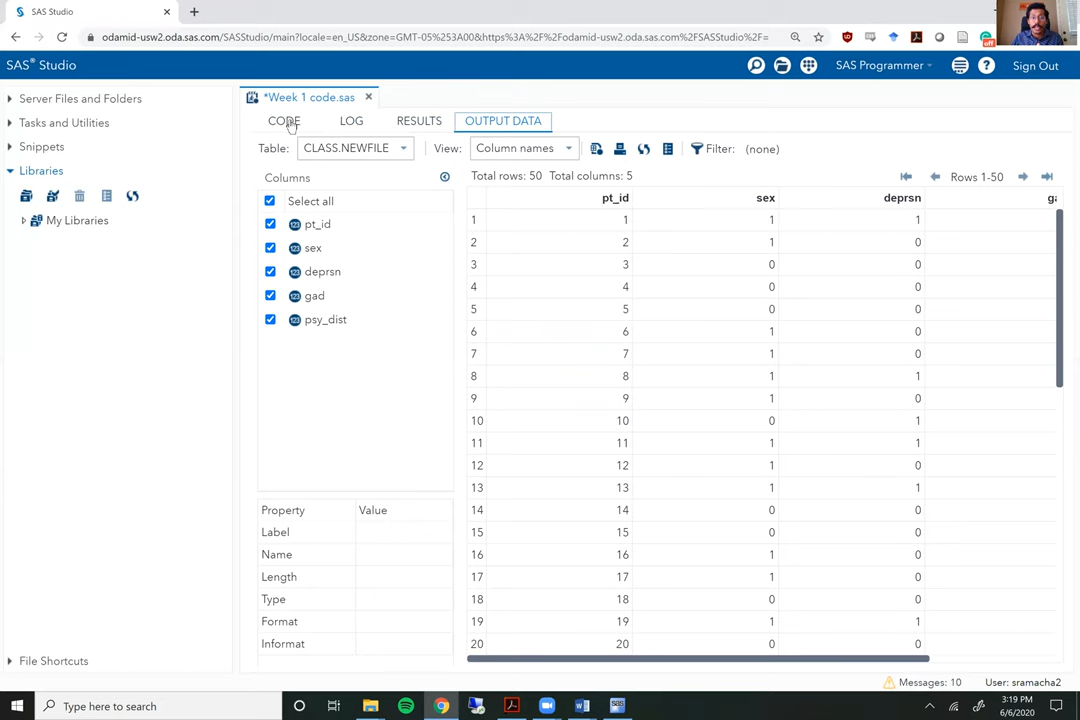 SAS Studio
odamid-usw2.oda.sas.com/SASStudio/main?locale=en_US&zone=GMT-05%253A00&https%3A%2F%2Fodamid-usw2.oda.sas.com%2FSASStudio%2F=
off
SAS® Studio
SAS Programmer
Sign Out
Server Files and Folders
Tasks and Utilities
Snippets
Libraries
My Libraries
File Shortcuts
*Week 1 code.sas
CODE LOG RESULTS OUTPUT DATA
Table: CLASS.NEWFILE View: Column names Filter: (none)
Columns
Select all
123 pt_id
123 sex
123 deprsn
123 gad
123 psy_dist
Property Value
Label
Name
Length
Type
Format
Informat
Total rows: 50 Total columns: 5 Rows 1-50
pt_id sex deprsn ga
1 1 1 1
2 2 1 0
3 3 0 0
4 4 0 0
5 5 0 0
6 6 1 0
7 7 1 0
8 8 1 1
9 9 1 0
10 10 0 1
11 11 1 1
12 12 1 0
13 13 1 1
14 14 0 0
15 15 0 0
16 16 1 0
17 17 1 0
18 18 0 0
19 19 1 1
20 20 0 0
Messages: 10 User: sramacha2
Type here to search
3:19 PM
6/6/2020